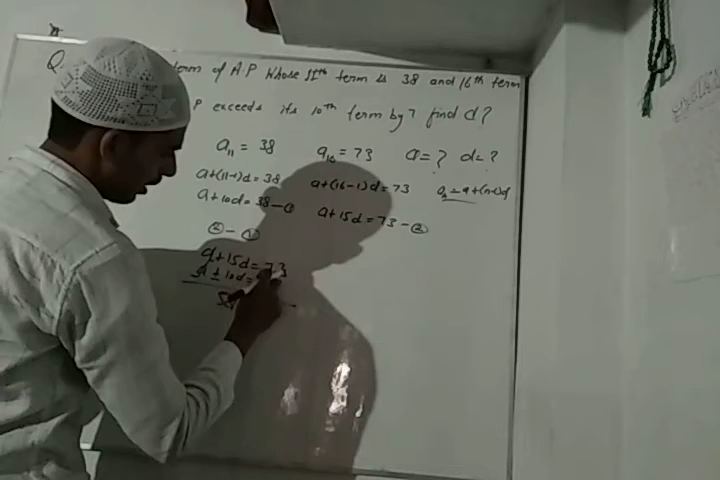 Q. term of A.P Whose 11th term is 38 and 16th term
P exceeds its 10th term by 7 find d?
a11 = 38 a16 = 73 a=? d=?
a+(11-1)d=38 a+(16-1)d=73 an=a+(n-1)d
a+10d=38-① a+15d=73-②
②-①
a+15d=73
a±10d=